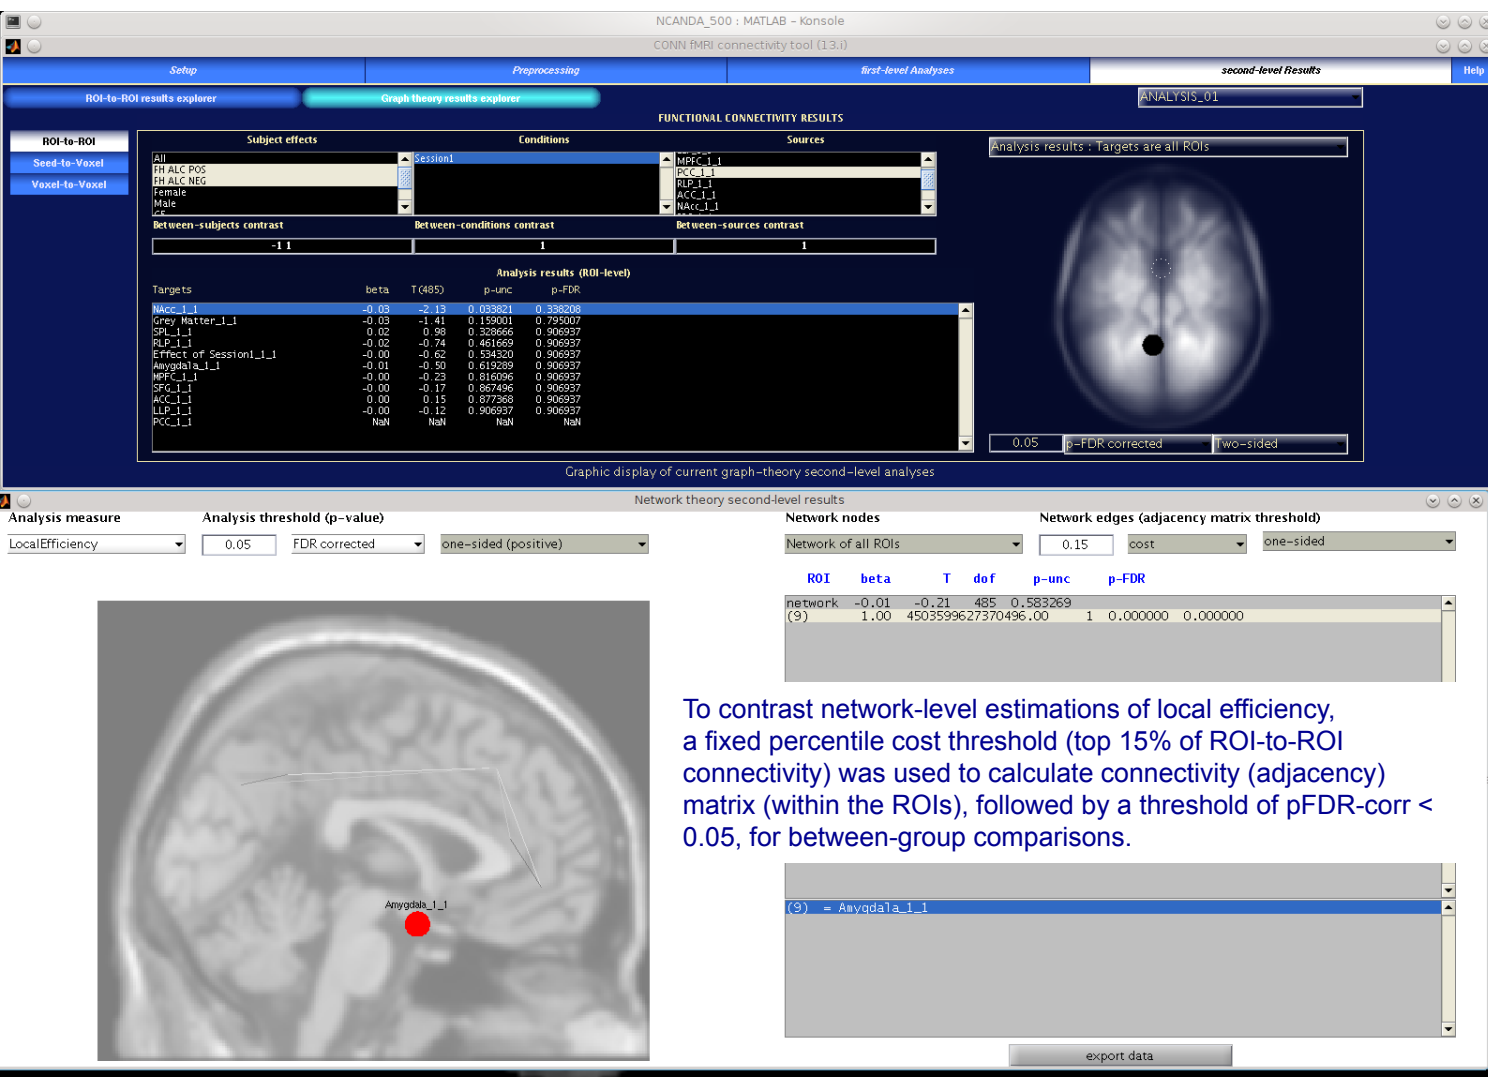 NCANDA_500 : MATLAB – Konsole
CONN fMRI connectivity tool (13.i)
Setup Preprocessing first-level Analyses second-level Results Help
ROI-to-ROI results explorer Graph theory results explorer ANALYSIS_01
FUNCTIONAL CONNECTIVITY RESULTS
ROI-to-ROI
Seed-to-Voxel
Voxel-to-Voxel
Subject effects
All
FH ALC POS
FH ALC NEG
Female
Male
Between-subjects contrast
-1 1
Conditions
Session1
Between-conditions contrast
1
Sources
MPFC_1_1
PCC_1_1
RLP_1_1
ACC_1_1
NAcc_1_1
Between-sources contrast
1
Analysis results : Targets are all ROIs
Analysis results (ROI-level)
Targets beta T(485) p-unc p-FDR
NAcc_1_1 -0.03 -2.13 0.033821 0.338208
Grey Matter_1_1 -0.03 -1.41 0.159001 0.795007
SPL_1_1 0.02 0.98 0.328666 0.906937
RLP_1_1 -0.02 -0.74 0.461669 0.906937
Effect of Session1_1_1 -0.00 -0.62 0.534320 0.906937
Amygdala_1_1 -0.01 -0.50 0.619289 0.906937
MPFC_1_1 -0.00 -0.23 0.816096 0.906937
SFG_1_1 -0.00 -0.17 0.867496 0.906937
ACC_1_1 0.00 0.15 0.877368 0.906937
LLP_1_1 -0.00 -0.12 0.906937 0.906937
PCC_1_1 NaN NaN NaN NaN
0.05 p-FDR corrected Two-sided
Graphic display of current graph-theory second-level analyses
Network theory second-level results
Analysis measure Analysis threshold (p-value)
LocalEfficiency 0.05 FDR corrected one-sided (positive)
Network nodes Network edges (adjacency matrix threshold)
Network of all ROIs 0.15 cost one-sided
ROI beta T dof p-unc p-FDR
network -0.01 -0.21 485 0.583269
(9) 1.00 4503599627370496.00 1 0.000000 0.000000
To contrast network-level estimations of local efficiency,
a fixed percentile cost threshold (top 15% of ROI-to-ROI
connectivity) was used to calculate connectivity (adjacency)
matrix (within the ROIs), followed by a threshold of pFDR-corr <
0.05, for between-group comparisons.
Amygdala_1_1
(9) = Amygdala_1_1
export data